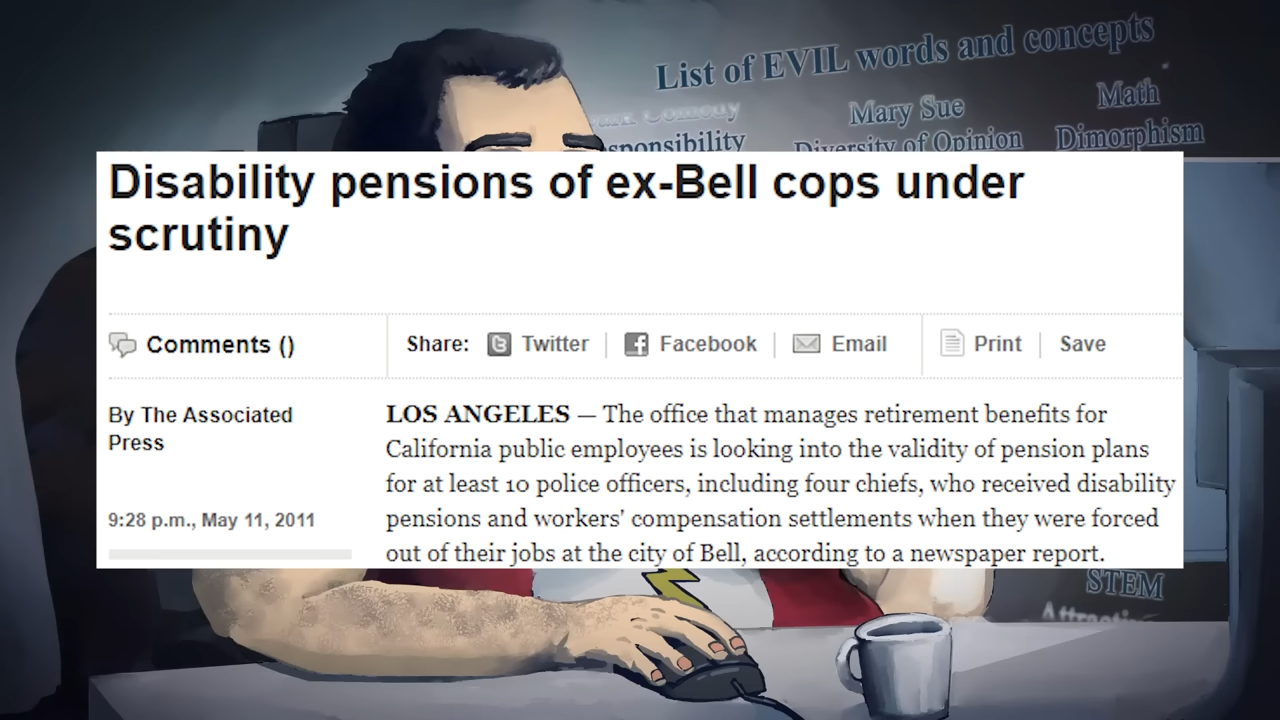 List of EVIL words and concepts
Mary Sue
Math
Diversity of Opinion
Dimorphism
Disability pensions of ex-Bell cops under
scrutiny
Comments ()
Share: Twitter Facebook Email Print Save
By The Associated
Press
9:28 p.m., May 11, 2011
LOS ANGELES — The office that manages retirement benefits for
California public employees is looking into the validity of pension plans
for at least 10 police officers, including four chiefs, who received disability
pensions and workers' compensation settlements when they were forced
out of their jobs at the city of Bell, according to a newspaper report.
STEM